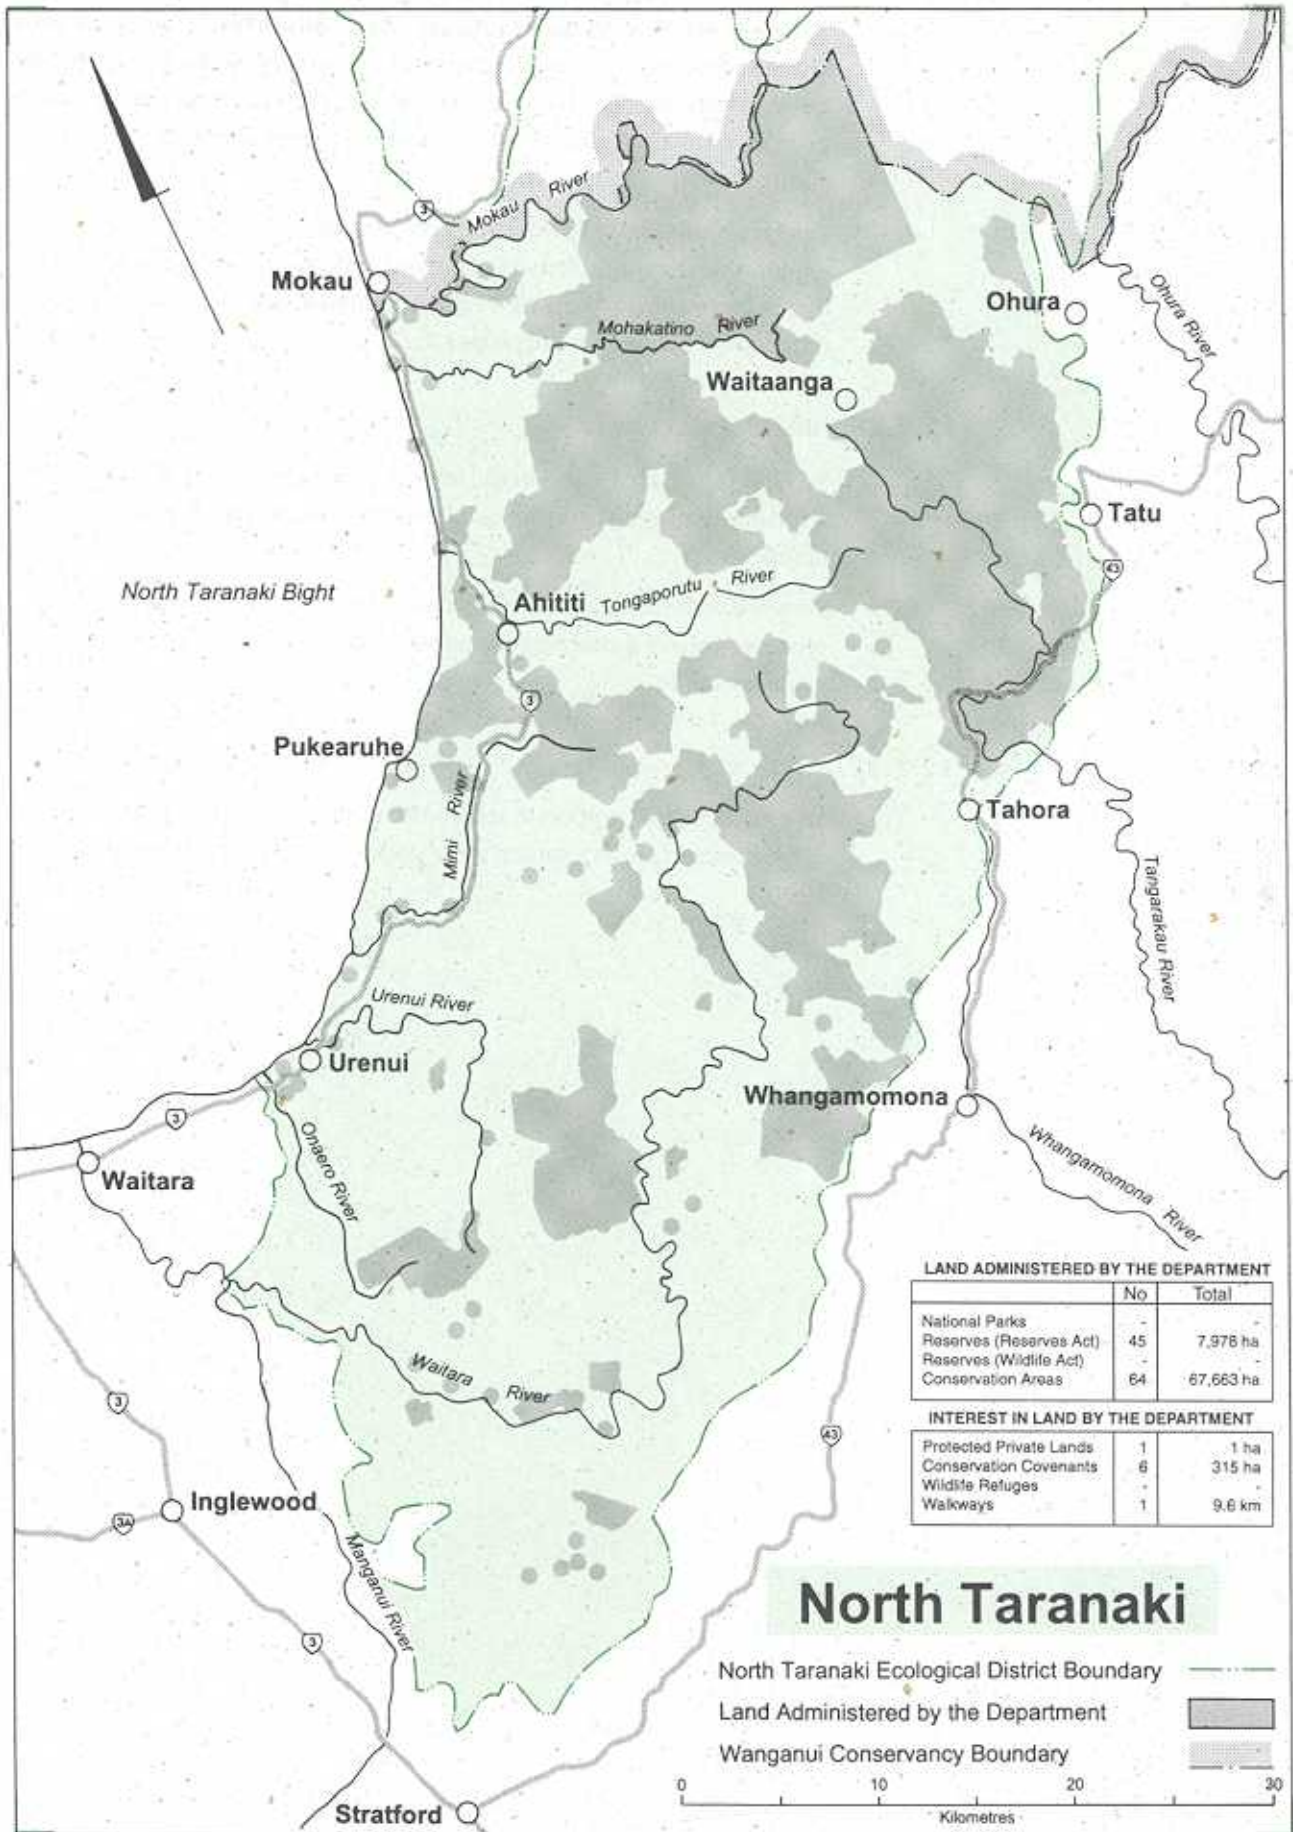 3
Mokau River
Mokau
Ohura
Ohura River
Mohakatino River
Waitaanga
Tatu
43
North Taranaki Bight
Ahititi
Tongaporutu River
3
Pukearuhe
Mimi River
Tahora
Tangarakau River
Urenui River
Urenui
Whangamomona
3
Onaero River
Whangamomona River
Waitara
LAND ADMINISTERED BY THE DEPARTMENT
No Total
National Parks - -
Reserves (Reserves Act) 45 7,978 ha
Reserves (Wildlife Act) - -
Conservation Areas 64 67,663 ha
Waitara River
3
43
INTEREST IN LAND BY THE DEPARTMENT
Protected Private Lands 1 1 ha
Conservation Covenants 6 315 ha
Wildlife Refuges - -
Walkways 1 9.6 km
Inglewood
3A
Manganui River
3
North Taranaki
North Taranaki Ecological District Boundary
Land Administered by the Department
Wanganui Conservancy Boundary
0 10 20 30
Kilometres
Stratford